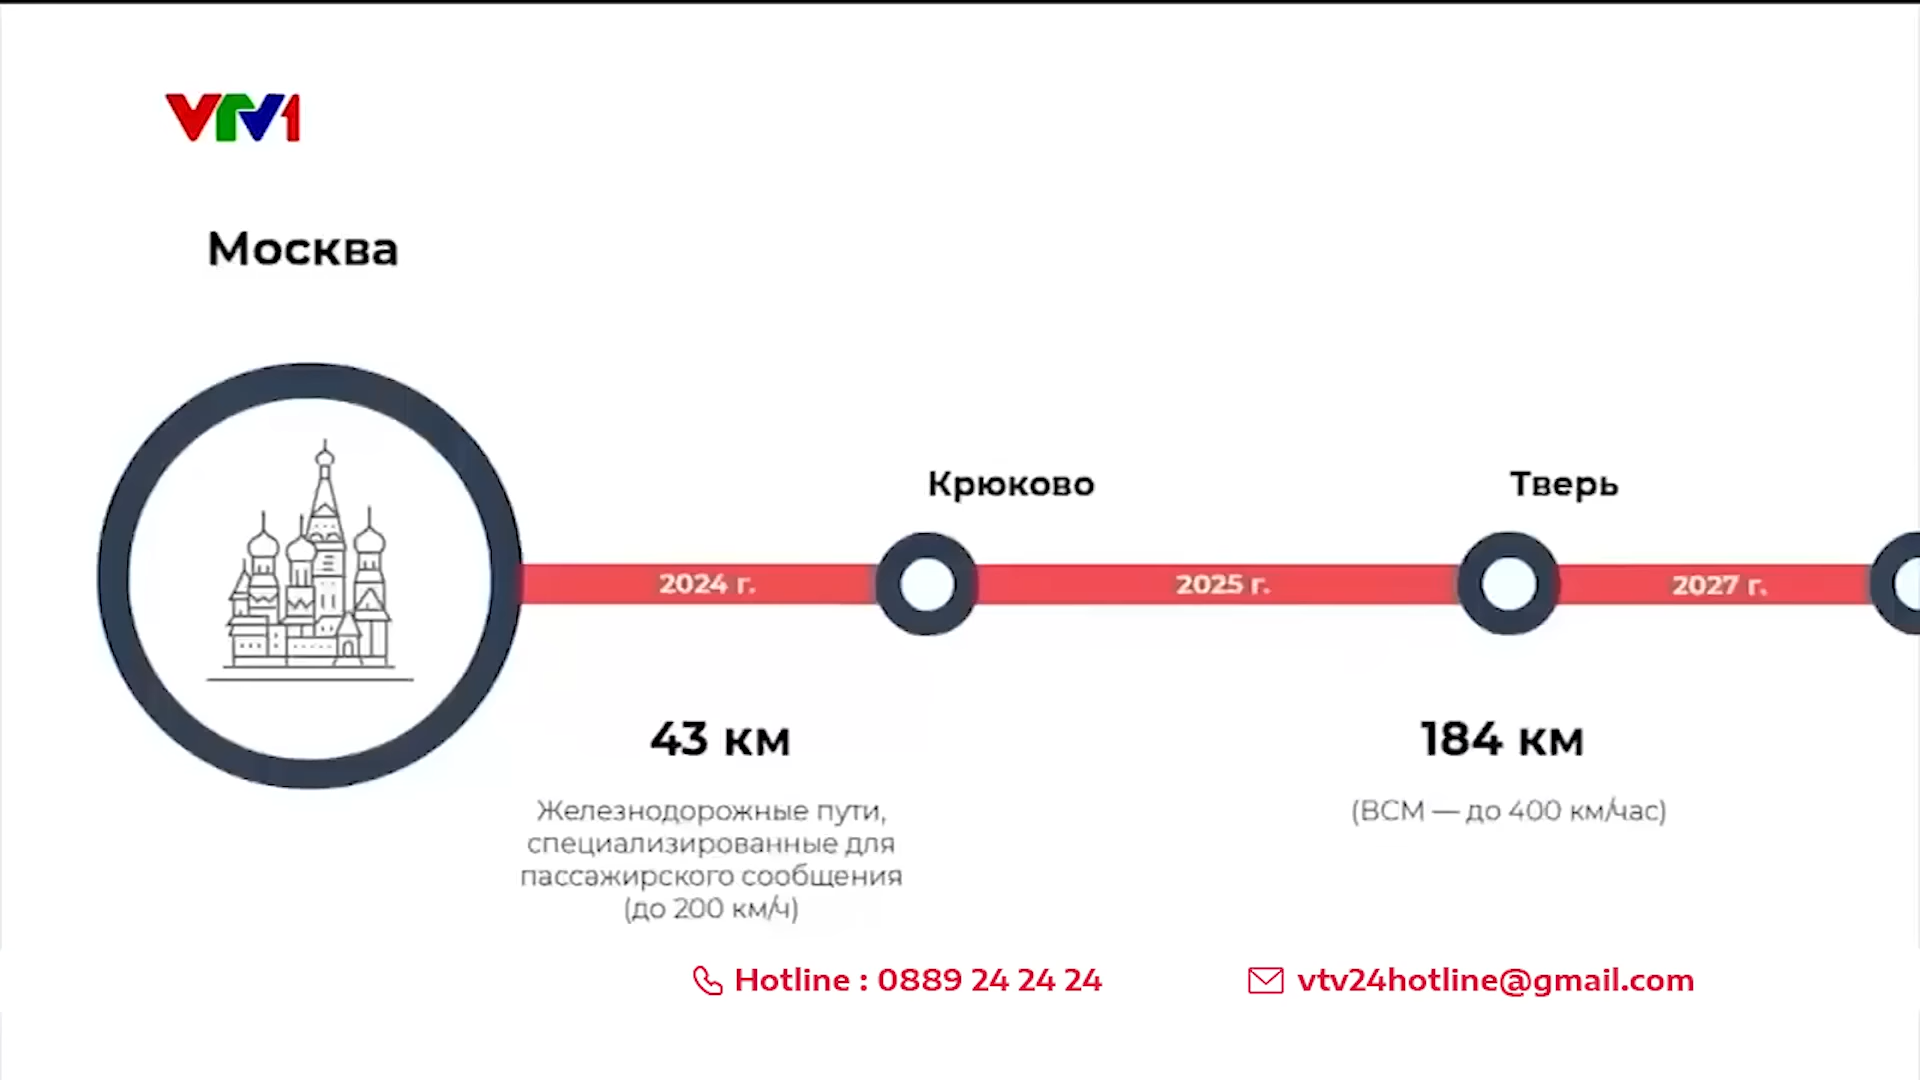 VTV1
Москва
Крюково
Тверь
2024 г.
2025 г.
2027 г.
43 км
184 км
Железнодорожные пути,
специализированные для
пассажирского сообщения
(до 200 км/ч)
(ВСМ — до 400 км/час)
Hotline : 0889 24 24 24
vtv24hotline@gmail.com